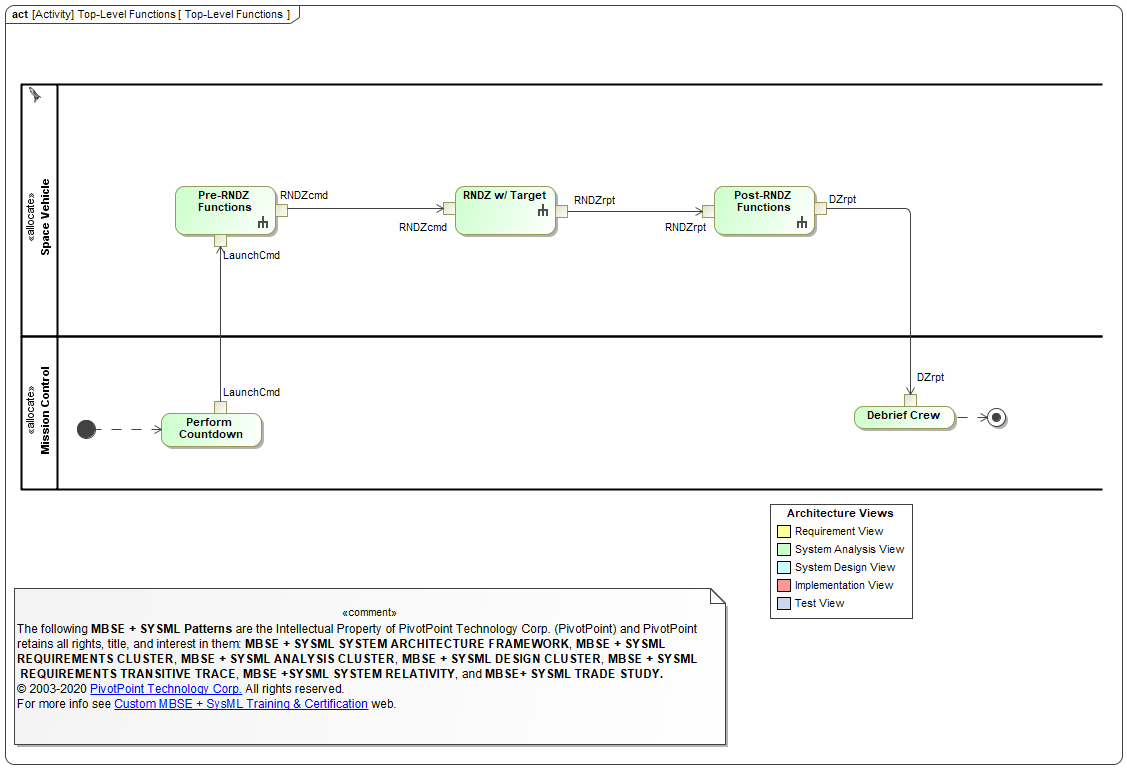 act [Activity] Top-Level Functions [ Top-Level Functions ]
«allocate»
Space Vehicle
Pre-RNDZ
Functions
RNDZcmd
RNDZcmd
RNDZ w/ Target
RNDZrpt
RNDZrpt
Post-RNDZ
Functions
DZrpt
LaunchCmd
«allocate»
Mission Control
LaunchCmd
Perform
Countdown
DZrpt
Debrief Crew
Architecture Views
Requirement View
System Analysis View
System Design View
Implementation View
Test View
«comment»
The following MBSE + SYSML Patterns are the Intellectual Property of PivotPoint Technology Corp. (PivotPoint) and PivotPoint
retains all rights, title, and interest in them: MBSE + SYSML SYSTEM ARCHITECTURE FRAMEWORK, MBSE + SYSML
REQUIREMENTS CLUSTER, MBSE + SYSML ANALYSIS CLUSTER, MBSE + SYSML DESIGN CLUSTER, MBSE + SYSML
REQUIREMENTS TRANSITIVE TRACE, MBSE +SYSML SYSTEM RELATIVITY, and MBSE+ SYSML TRADE STUDY.
© 2003-2020 PivotPoint Technology Corp. All rights reserved.
For more info see Custom MBSE + SysML Training & Certification web.